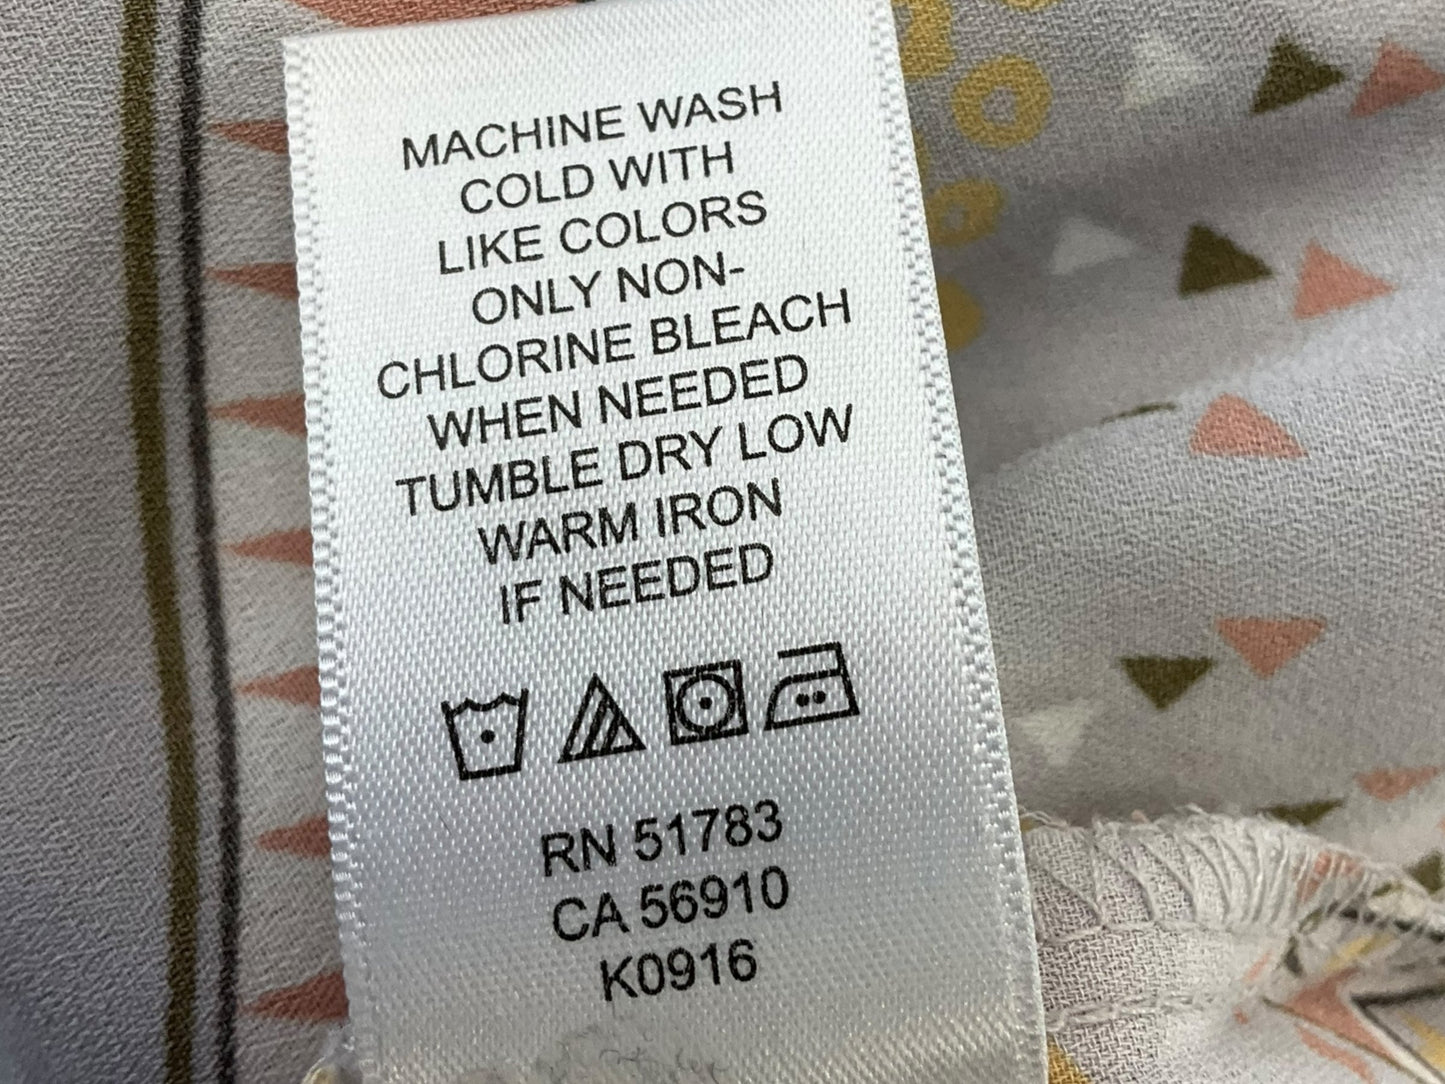 MACHINE WASH
COLD WITH
LIKE COLORS
ONLY NON-
CHLORINE BLEACH
WHEN NEEDED
TUMBLE DRY LOW
WARM IRON
IF NEEDED
RN 51783
CA 56910
K0916